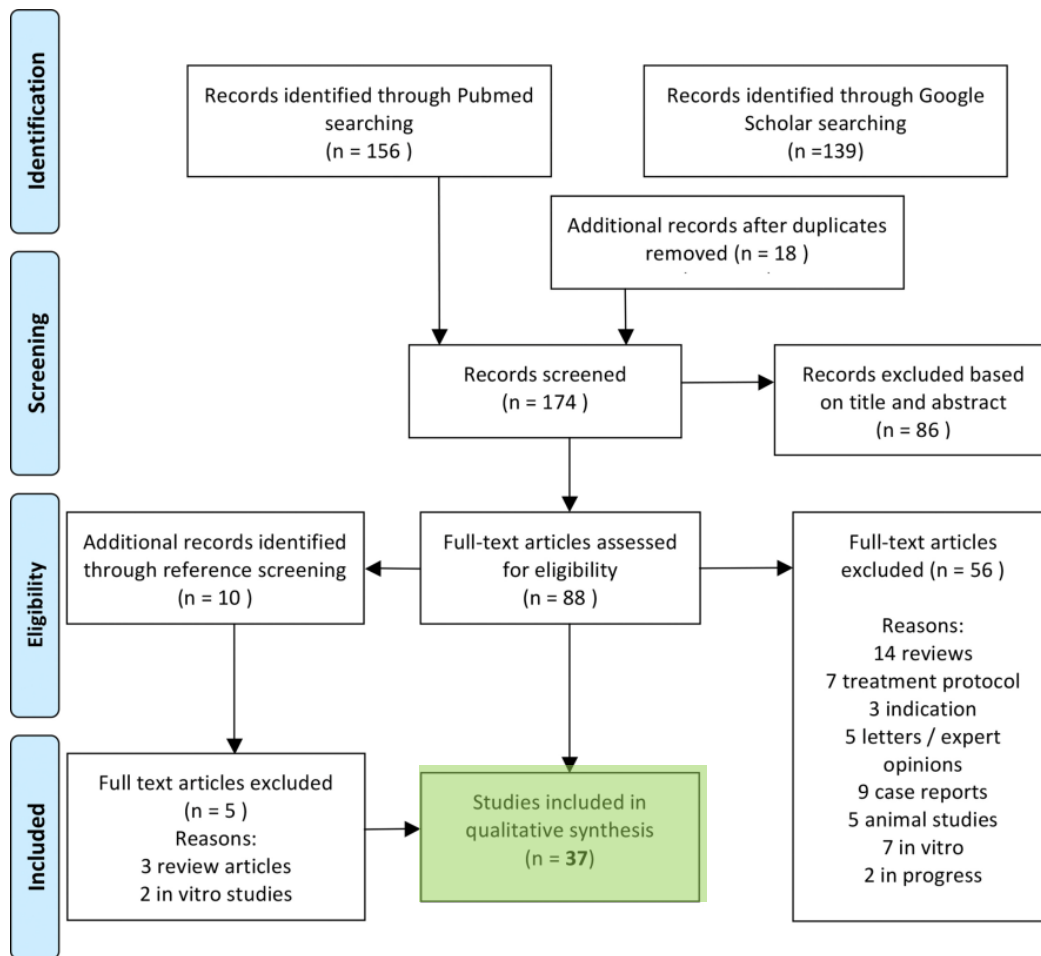 Identification
Records identified through Pubmed
searching
(n = 156 )
Records identified through Google
Scholar searching
(n =139)
Additional records after duplicates
removed (n = 18 )
Screening
Records screened
(n = 174 )
Records excluded based
on title and abstract
(n = 86 )
Eligibility
Additional records identified
through reference screening
(n = 10 )
Full-text articles assessed
for eligibility
(n = 88 )
Full-text articles
excluded (n = 56 )
Reasons:
14 reviews
7 treatment protocol
3 indication
5 letters / expert
opinions
9 case reports
5 animal studies
7 in vitro
2 in progress
Included
Full text articles excluded
(n = 5 )
Reasons:
3 review articles
2 in vitro studies
Studies included in
qualitative synthesis
(n = 37)